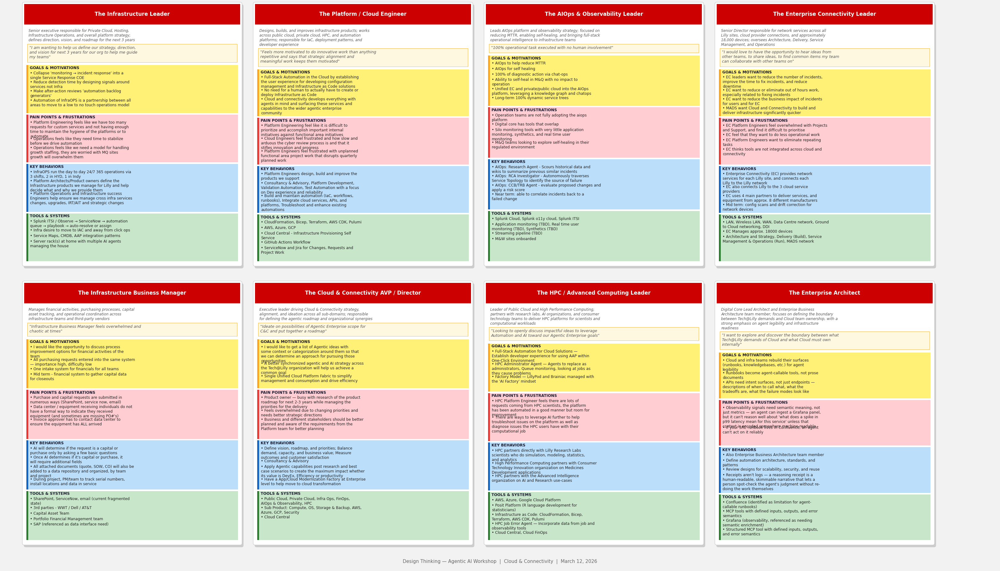 The Infrastructure Leader
Senior executive responsible for Private Cloud, Hosting,
Infrastructure Operations, and overall platform strategy;
defines direction, vision, and roadmap for the next 3 years
"I am wanting to help us define our strategy, direction,
and vision for next 3 years for our org to help me guide
my teams"
GOALS & MOTIVATIONS
• Collapse 'monitoring → incident response' into a
single Service Response COE
• Reduce detection time by designing signals around
services not Infra
• Make after-action reviews 'automation backlog
generators'
• Automation of InfraOPS is a partnership between all
areas to move to a low to no touch operations model
PAIN POINTS & FRUSTRATIONS
• Platform Engineering feels like we have too many
requests for custom services and not having enough
time to maintain the hygiene of the platforms or to
automate
• Operations feels like they need time to stabilize
before we drive automation
• Operations feels like we need a model for handling
growth staffing, they are worried with MQ sites
growth will overwhelm them
KEY BEHAVIORS
• InfraOPS run the day to day 24/7 365 operations via
3 shifts, 2 in HYD, 1 in Indy
• Platform Architects/Product owners define the
Infrastructure products we manage for Lilly and help
decide what and why we provide them
• Platform Operations and Infrastructure success
Engineers help ensure we manage cross infra services
changes, upgrades, IRT/AIT and strategic changes
TOOLS & SYSTEMS
• Splunk ITSI / Observe → ServiceNow → automation
queue → playbook → auto-resolve or assign
• Infra desire to move to IAC and away from click ops
• Service Maps, CMDB, AAP integration patterns
• Server rack(s) at home with multiple AI agents
managing the house
The Platform / Cloud Engineer
Designs, builds, and improves infrastructure products; works
across public cloud, private cloud, HPC, and automation
platforms; responsible for IaC, deployment patterns, and
developer experience
"Feels more motivated to do innovative work than anything
repetitive and says that strategic alignment and
meaningful work keeps them motivated"
GOALS & MOTIVATIONS
• Full-Stack Automation in the Cloud by establishing
the user experience for developing configuration
management and Infrastructure as Code solutions
• No need for a human to actually have to create or
deploy Infrastructure as Code
• Cloud and connectivity develops everything with
agents in mind and surfacing these services and
capabilities to the wider agentic enterprise
community
PAIN POINTS & FRUSTRATIONS
• Platform Engineering feel like it is difficult to
prioritize and accomplish important internal
initiatives against functional area initiatives
• Cloud Engineers feel frustrated and how slow and
arduous the cyber review process is and that it
stifles innovation and progress
• Platform Engineers feel frustrated with unplanned
functional area project work that disrupts quarterly
planned work
KEY BEHAVIORS
• Platform Engineers design, build and improve the
products we support
• Consultancy & Advisory, Platform Development,
Validation Automation, Test Automation with a focus
on Dev experience and reliability
• Build and maintain automation (IaC, workflows,
runbooks), Integrate cloud services, APIs, and
platforms, Troubleshoot and enhance existing
automations
TOOLS & SYSTEMS
• CloudFormation, Bicep, Terraform, AWS CDK, Pulumi
• AWS, Azure, GCP
• Cloud Central - Infrastructure Provisioning Self
Service
• GitHub Actions Workflow
• ServiceNow and Jira for Changes, Requests and
Project Work
The AIOps & Observability Leader
Leads AIOps platform and observability strategy; focused on
reducing MTTR, enabling self-healing, and bringing full-stack
operational intelligence to infrastructure teams
"100% operational task executed with no human involvement"
GOALS & MOTIVATIONS
• AIOps to help reduce MTTR
• AIOps for self healing
• 100% of diagnostic action via chat-ops
• Ability to self-heal in M&Q with no impact to
operation
• Unified EC and private/public cloud into the AIOps
platform, leveraging a knowledge graph and chatops
• Long-term 100% dynamic service trees
PAIN POINTS & FRUSTRATIONS
• Operation teams are not fully adopting the aiops
platform
• Digital core has tools that overlap
• Silo monitoring tools with very little application
monitoring, synthetics, and real time user
monitoring
• M&Q teams looking to explore self-healing in their
regulated environment
KEY BEHAVIORS
• AIOps: Research Agent - Scours historical data and
wikis to summarize previous similar incidents
• AIOps: RCA Investigator - Autonomously traverses
Service Topology to identify the source of failure
• AIOps: CCB/TRB Agent - evaluate proposed changes and
apply a risk score
• Near term: able to correlate incidents back to a
failed change
TOOLS & SYSTEMS
• Splunk Cloud, Splunk o11y cloud, Splunk ITSI
• Application monitoring (TBD), Real time user
monitoring (TBD), Synthetics (TBD)
• Streaming pipeline (TBD)
• M&W sites onboarded
The Enterprise Connectivity Leader
Senior Director responsible for network services across all
Lilly sites, cloud provider connections, and approximately
18,000 devices; oversees Architecture, Delivery, Service
Management, and Operations
"I would love to have the opportunity to hear ideas from
other teams, to share ideas, to find common items my team
can collaborate with other teams on"
GOALS & MOTIVATIONS
• EC leaders want to reduce the number of incidents,
improve the time to fix incidents, and reduce
downtime
• EC want to reduce or eliminate out of hours work,
especially related to fixing incidents
• EC want to reduce the business impact of incidents
for users and for EC
• MADS want Cloud and Connectivity to build and
deliver infrastructure significantly quicker
PAIN POINTS & FRUSTRATIONS
• EC Platform Engineers feel overwhelmed with Projects
and Support, and find it difficult to prioritise
• EC feel that they want to do less operational work
• EC Platform Engineers want to eliminate repeating
tasks
• EC thinks tools are not integrated across cloud and
connectivity
KEY BEHAVIORS
• Enterprise Connectivity (EC) provides network
services for each Lilly site, and connects each
Lilly to the Lilly network
• EC also connects Lilly to the 3 cloud service
providers
• EC uses 4 main partners to deliver services, and
equipment from approx. 8 different manufacturers
• Mid term: config scans and drift correction for
network devices
TOOLS & SYSTEMS
• LAN, Wireless LAN, WAN, Data Centre network, Ground
to Cloud networking, DDI
• EC Manages approx. 18000 devices
• Architecture and Strategy, Delivery (Build), Service
Management & Operations (Run), MADS network
The Infrastructure Business Manager
Manages financial activities, purchasing processes, capital
asset tracking, and operational coordination across
infrastructure teams and third-party vendors
"Infrastructure Business Manager feels overwhelmed and
chaotic at times"
GOALS & MOTIVATIONS
• I would like the opportunity to discuss process
improvement options for financial activities of the
team
• All purchasing requests entered into the same system
— importance high, difficulty low
• One intake system for financials for all teams
• Mid term - financial system to gather capital data
for closeouts
PAIN POINTS & FRUSTRATIONS
• Purchase and capital requests are submitted in
numerous ways (SharePoint, service now, email)
• Data center / equipment receiving individuals do not
have a formal way to indicate they received
equipment (and sometimes are missing PO#'s)
• Invoice approver has to contact data center to
ensure the equipment has ALL arrived
KEY BEHAVIORS
• AI will determine if the request is a capital or
purchase only by asking a few basic questions
• Once AI determines if it's capital or purchase, it
will require additional fields
• All attached documents (quote, SOW, CO) will also be
added to a data repository and organized, by team
and project
• During project, PM/team to track serial numbers,
install locations and data in service
TOOLS & SYSTEMS
• SharePoint, ServiceNow, email (current fragmented
state)
• 3rd parties - WWT / Dell / AT&T
• Capital Asset Team
• Portfolio Financial Management team
• SAP (referenced as data interface need)
The Cloud & Connectivity AVP / Director
Executive leader driving Cloud & Connectivity strategy,
alignment, and ideation across all sub-domains; responsible
for defining the agentic roadmap and organizational synergies
"Ideate on possibilities of Agentic Enterprise scope for
C&C and put together a roadmap"
GOALS & MOTIVATIONS
• I would like to get a list of Agentic ideas with
some context or categorization around them so that
we can determine an approach for pursuing those
opportunities
• A better synchronized agentic and AI strategy across
the Tech@Lilly organization will help us achieve a
common goal
• Single Unified Cloud Platform Fabric to simplify
management and consumption and drive efficiency
PAIN POINTS & FRUSTRATIONS
• Product owner — busy with research of the product
roadmap for next 2-3 years while managing the
priorities for the delivery
• Feels overwhelmed due to changing priorities and
needs better strategic directions
• Business and different stakeholders should be better
planned and aware of the requirements from the
Platform team for better planning
KEY BEHAVIORS
• Define vision, roadmap, and priorities; Balance
demand, capacity, and business value; Measure
outcomes and customer satisfaction
• Consultancy & Advisory
• Apply Agentic capabilities post research and best
case scenarios to create the maximum impact whether
its value is DevEx, Efficiency or productivity
• Have a App/Cloud Modernization Factory at Enterprise
level to help move to cloud transformation
TOOLS & SYSTEMS
• Public Cloud, Private Cloud, Infra Ops, FinOps,
AIOps & Observability, HPC
• Sub Product: Compute, OS, Storage & Backup, AWS,
Azure, GCP, Security
• Cloud Central
The HPC / Advanced Computing Leader
Leader of Public Cloud and High Performance Computing;
partners with research labs, AI organizations, and consumer
technology teams to deliver HPC platforms for scientists and
computational workloads
"Looking to openly discuss impactful ideas to leverage
Automation and AI toward our Agentic Enterprise goals"
GOALS & MOTIVATIONS
• Full-Stack Automation for Cloud Solutions —
Establish developer experience for using AAP within
One-Click Environment
• HPC Administrator Agent — Agents to replace as
administrators, Queue monitoring, looking at jobs as
they cause problems
• Factory Model — LillyPod and Brainiac managed with
the 'AI Factory' mindset
PAIN POINTS & FRUSTRATIONS
• HPC Platform Engineer feels there are lots of
requests coming from HPC scientists, the platform
has been automated in a good manner but room for
improvement
• There are ways to leverage AI further to help
troubleshoot issues on the platform as well as
diagnose issues the HPC users have with their
computational job
KEY BEHAVIORS
• HPC partners directly with Lilly Research Labs
scientists who do simulation, modeling, statistics,
and analytics
• High Performance Computing partners with Consumer
Technology Innovation organization on Medicines
Development applications
• HPC partners with the Advanced Intelligence
organization on AI and Research use-cases
TOOLS & SYSTEMS
• AWS, Azure, Google Cloud Platform
• Posit Platform (R language development for
statisticians)
• Infrastructure as Code: CloudFormation, Bicep,
Terraform, AWS CDK, Pulumi
• HPC Job Error Agent — Incorporate data from job and
observability tools
• Cloud Central, Cloud FinOps
The Enterprise Architect
Digital Core Lead Architect and Enterprise Business
Architecture team member; focuses on defining the boundary
between Tech@Lilly demands and Cloud team ownership, with a
strong emphasis on agent legibility and infrastructure
readiness
"I want to explore and discover the boundary between what
Tech@Lilly demands of Cloud and what Cloud must own
internally"
GOALS & MOTIVATIONS
• Cloud and infra teams rebuild their surfaces
(runbooks, knowledgebases, etc.) for agent
legibility
• Runbooks become agent-callable tools, not prose
documents
• APIs need intent surfaces, not just endpoints —
descriptions of when to call what, what the
tradeoffs are, what the failure modes look like
PAIN POINTS & FRUSTRATIONS
• Observability signals need semantic meaning, not
just metrics — an agent can ingest a Grafana panel,
but it can't reason well about 'what does a spike in
p99 latency mean for this service' unless that
context is encoded somewhere machine-readable
• If your SRE runbook lives in Confluence, an agent
can't act on it reliably
KEY BEHAVIORS
• Also Enterprise Business Architecture team member
• Define automation architecture, standards, and
patterns
• Review designs for scalability, security, and reuse
• Receipts aren't logs — a reasoning receipt is a
human-readable, skimmable narrative that lets a
person spot-check the agent's judgment without re-
doing the work themselves
TOOLS & SYSTEMS
• Confluence (identified as limitation for agent-
callable runbooks)
• MCP tools with defined inputs, outputs, and error
semantics
• Grafana (observability, referenced as needing
semantic enrichment)
• Structured MCP tool with defined inputs, outputs,
and error semantics
Design Thinking — Agentic AI Workshop | Cloud & Connectivity | March 12, 2026